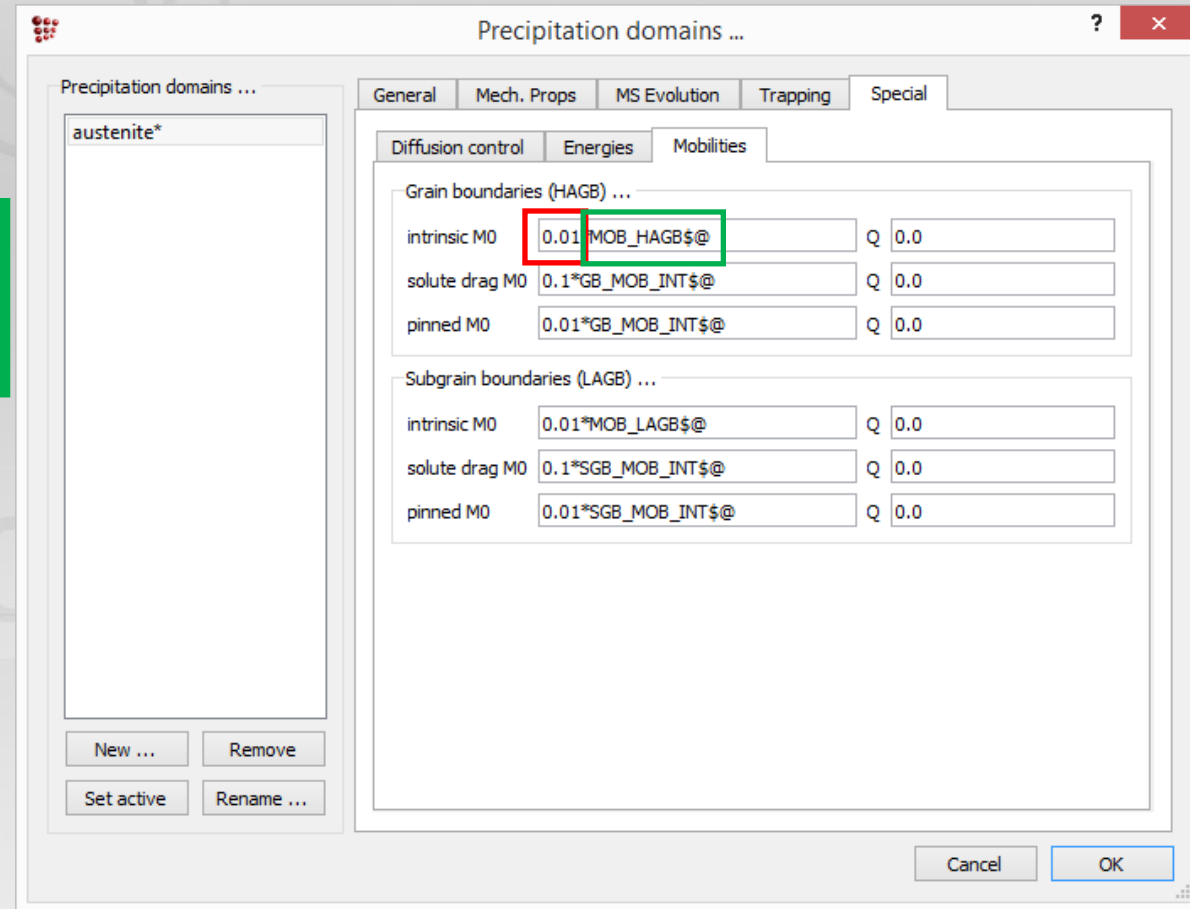 Precipitation domains ...
?
×
Precipitation domains ...
austenite*
New ...
Remove
Set active
Rename ...
General
Mech. Props
MS Evolution
Trapping
Special
Diffusion control
Energies
Mobilities
Grain boundaries (HAGB) ...
intrinsic M0 0.01*MOB_HAGB$@ Q 0.0
solute drag M0 0.1*GB_MOB_INT$@ Q 0.0
pinned M0 0.01*GB_MOB_INT$@ Q 0.0
Subgrain boundaries (LAGB) ...
intrinsic M0 0.01*MOB_LAGB$@ Q 0.0
solute drag M0 0.1*SGB_MOB_INT$@ Q 0.0
pinned M0 0.01*SGB_MOB_INT$@ Q 0.0
Cancel
OK